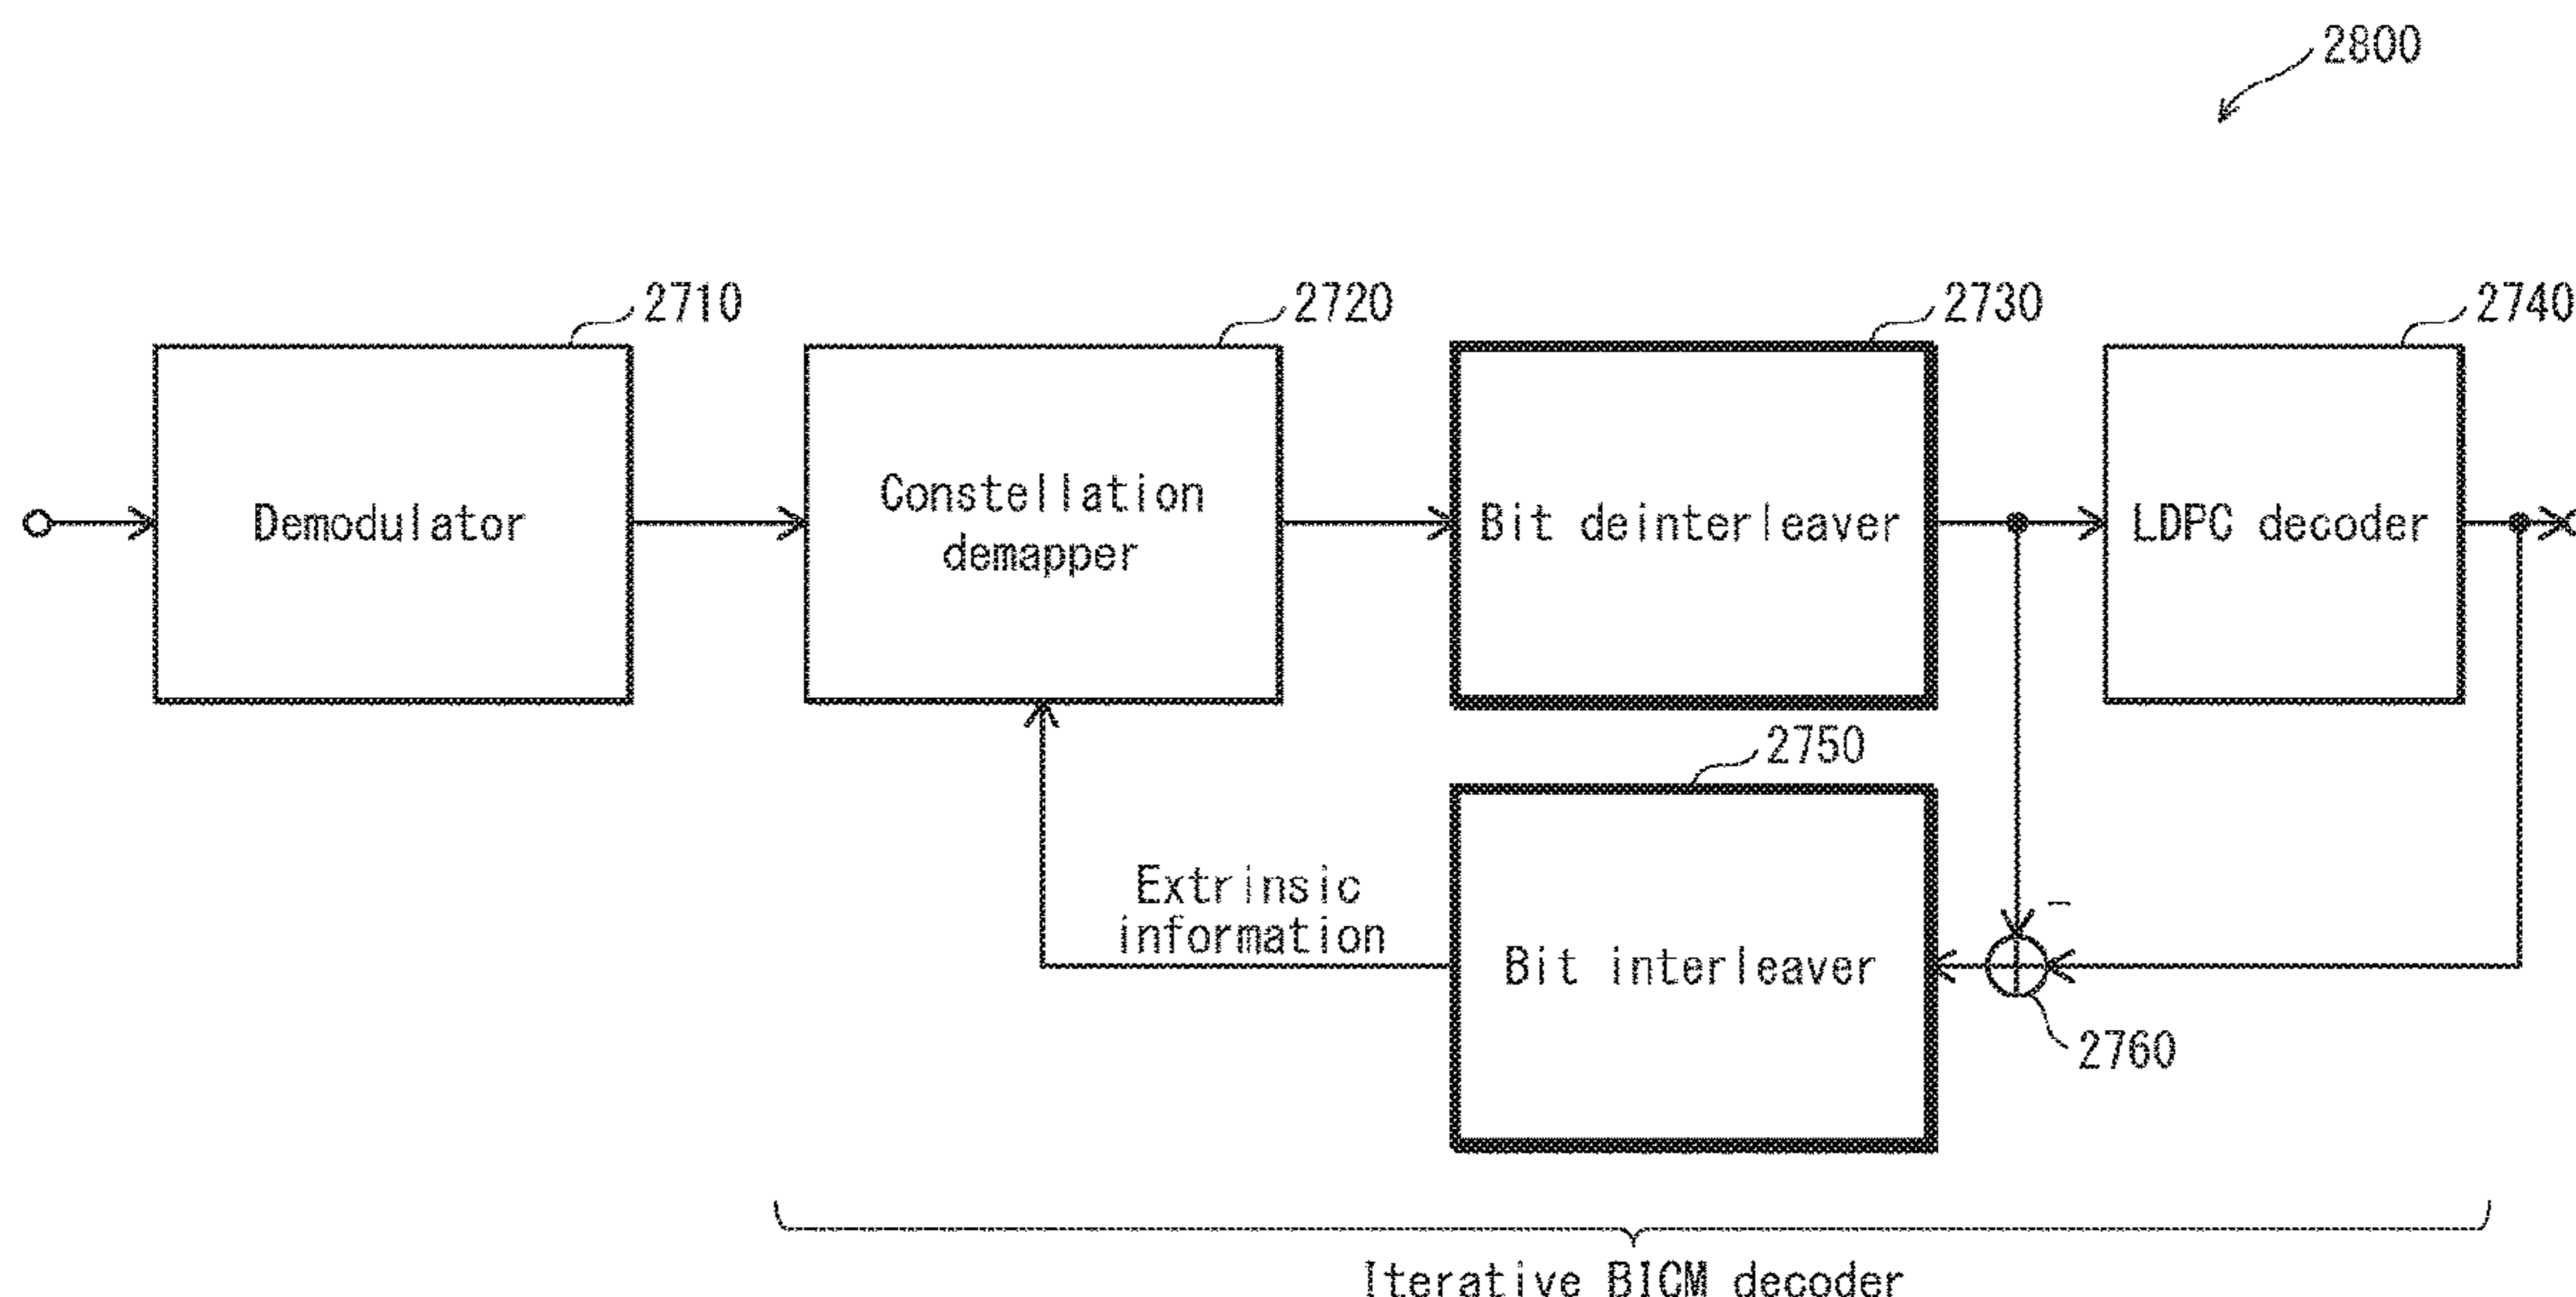 2800
2710
2720
2730
2740
Demodulator
Constellation
demapper
Bit deinterleaver
LDPC decoder
2750
Extrinsic
information
Bit interleaver
−
2760
Iterative BICM decoder